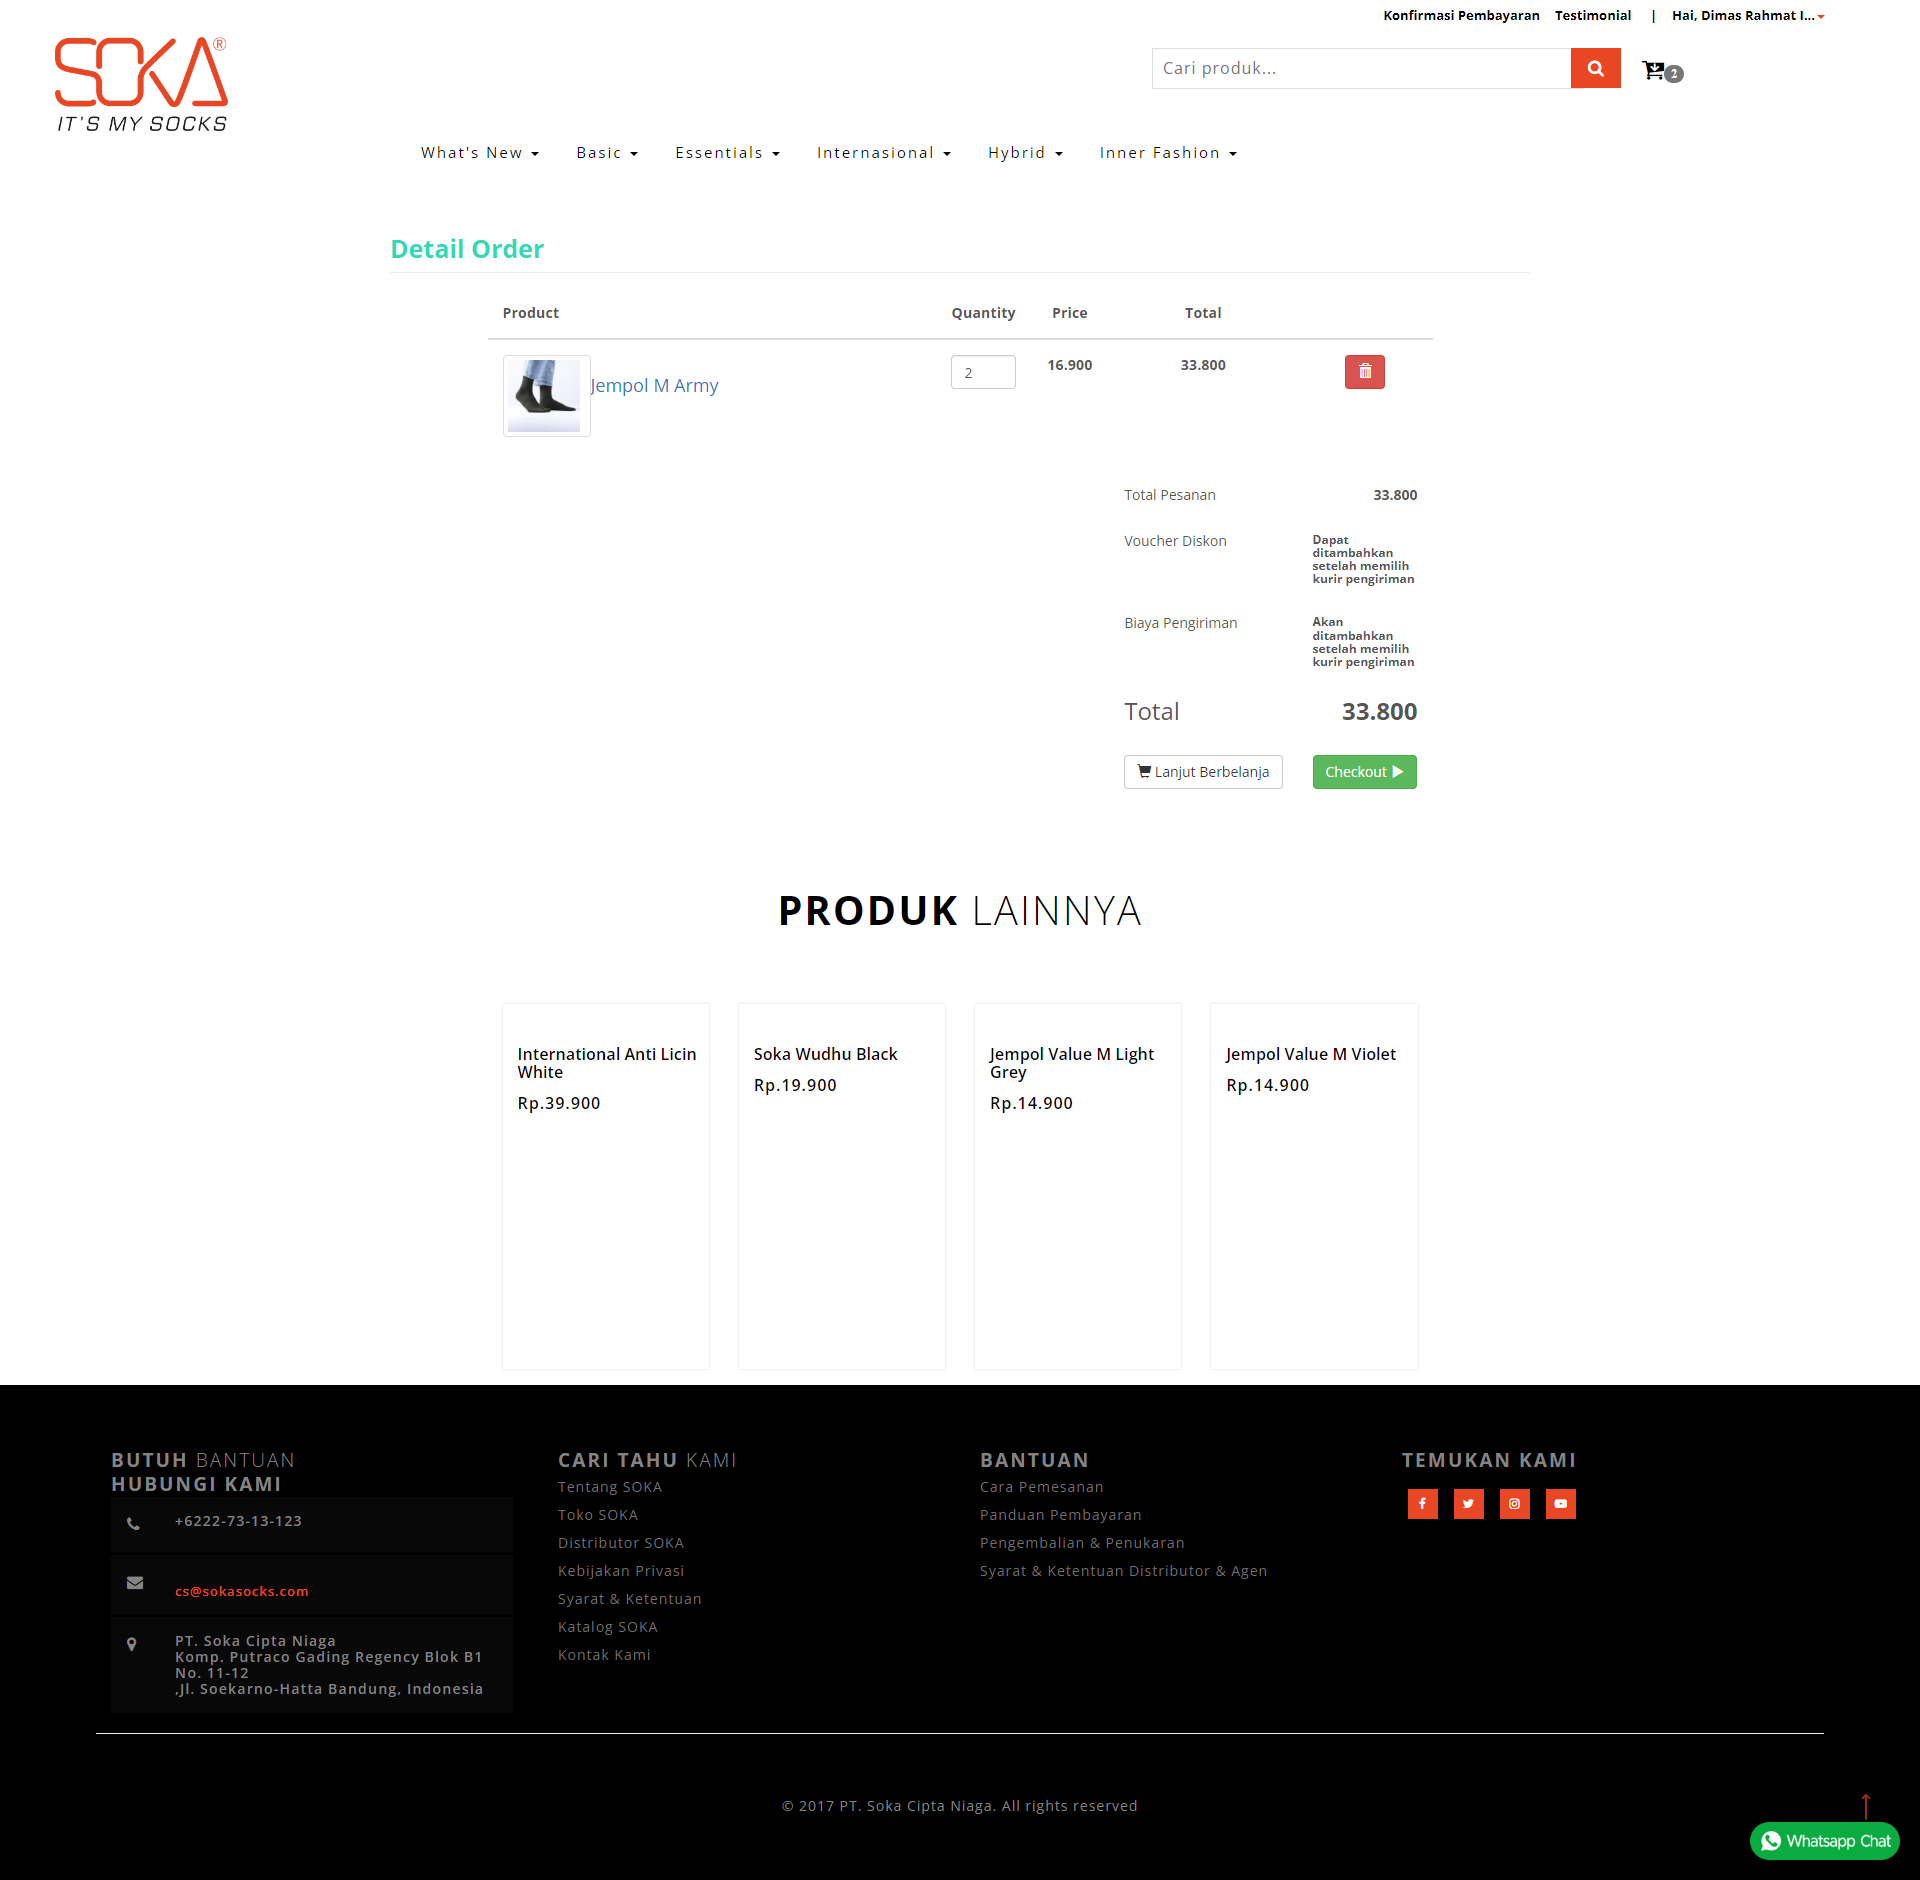 Konfirmasi Pembayaran Testimonial | Hai, Dimas Rahmat I...
SOKA®
IT'S MY SOCKS
Cari produk...
2
What's New Basic Essentials Internasional Hybrid Inner Fashion
Detail Order
Product Quantity Price Total
Jempol M Army 2 16.900 33.800
Total Pesanan 33.800
Voucher Diskon
Dapat
ditambahkan
setelah memilih
kurir pengiriman
Biaya Pengiriman
Akan
ditambahkan
setelah memilih
kurir pengiriman
Total 33.800
Lanjut Berbelanja Checkout
PRODUK LAINNYA
International Anti Licin
White
Rp.39.900
Soka Wudhu Black
Rp.19.900
Jempol Value M Light
Grey
Rp.14.900
Jempol Value M Violet
Rp.14.900
BUTUH BANTUAN
HUBUNGI KAMI
+6222-73-13-123
cs@sokasocks.com
PT. Soka Cipta Niaga
Komp. Putraco Gading Regency Blok B1
No. 11-12
,Jl. Soekarno-Hatta Bandung, Indonesia
CARI TAHU KAMI
Tentang SOKA
Toko SOKA
Distributor SOKA
Kebijakan Privasi
Syarat & Ketentuan
Katalog SOKA
Kontak Kami
BANTUAN
Cara Pemesanan
Panduan Pembayaran
Pengembalian & Penukaran
Syarat & Ketentuan Distributor & Agen
TEMUKAN KAMI
© 2017 PT. Soka Cipta Niaga. All rights reserved
Whatsapp Chat